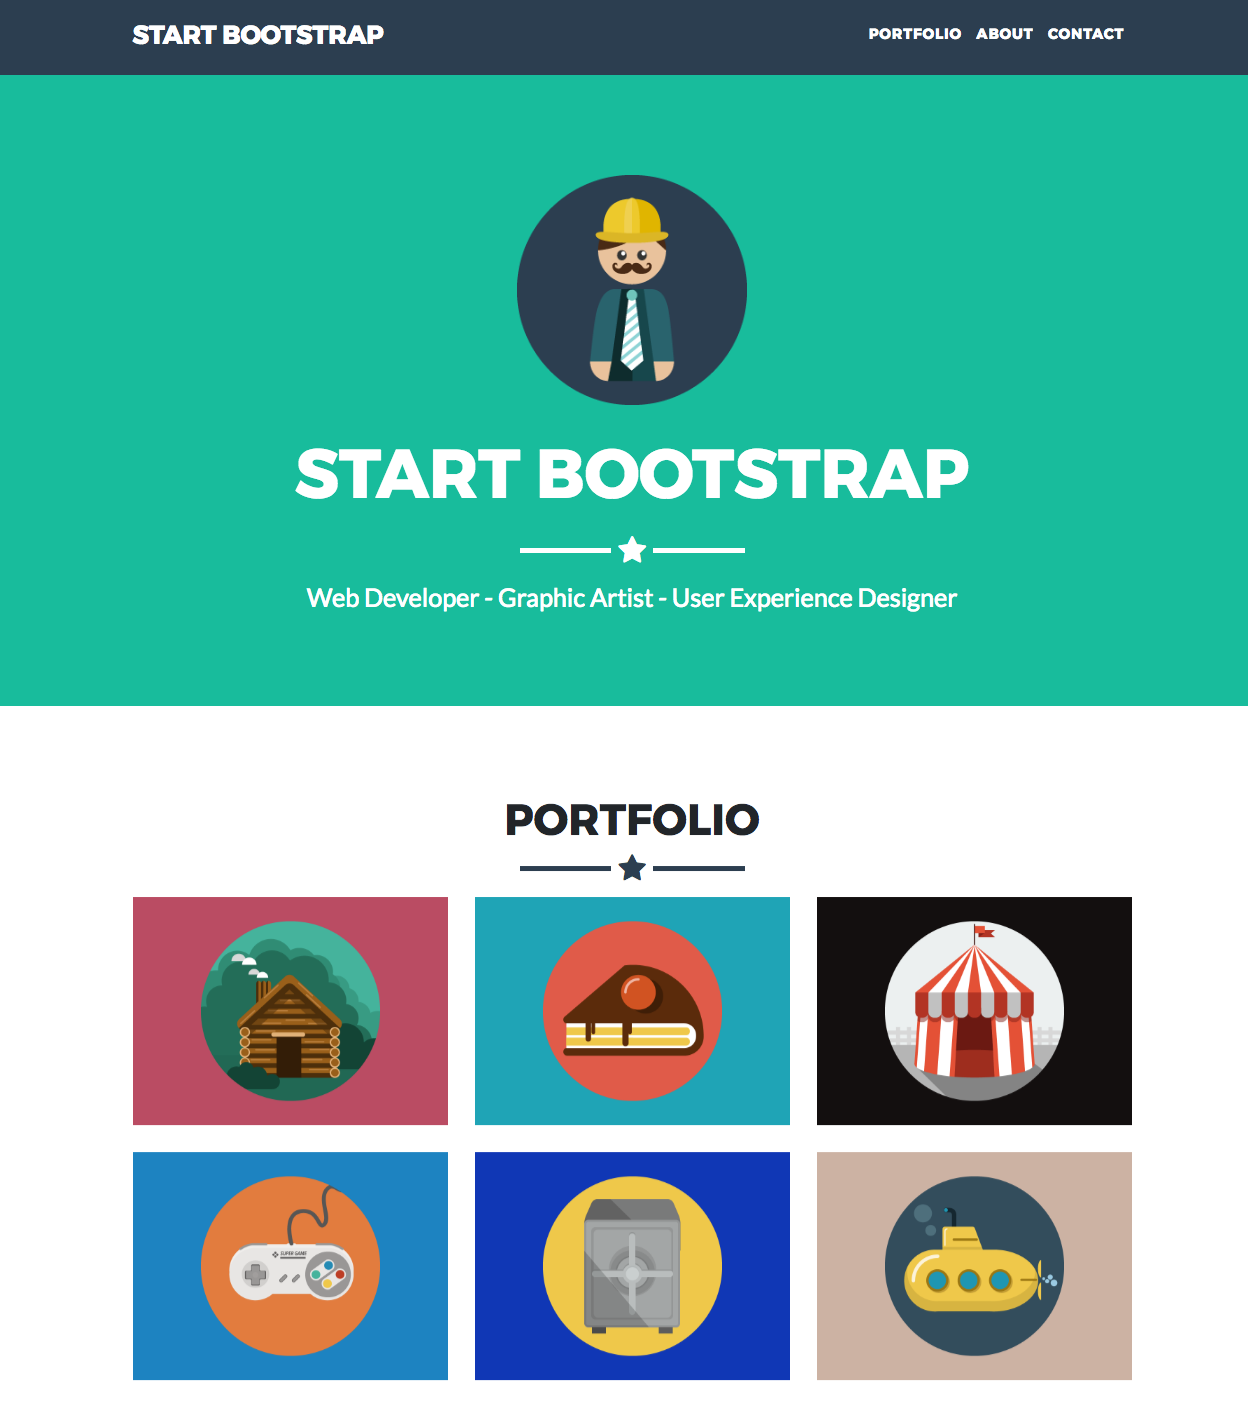 START BOOTSTRAP
PORTFOLIO ABOUT CONTACT
START BOOTSTRAP
Web Developer - Graphic Artist - User Experience Designer
PORTFOLIO
SUPER GAME